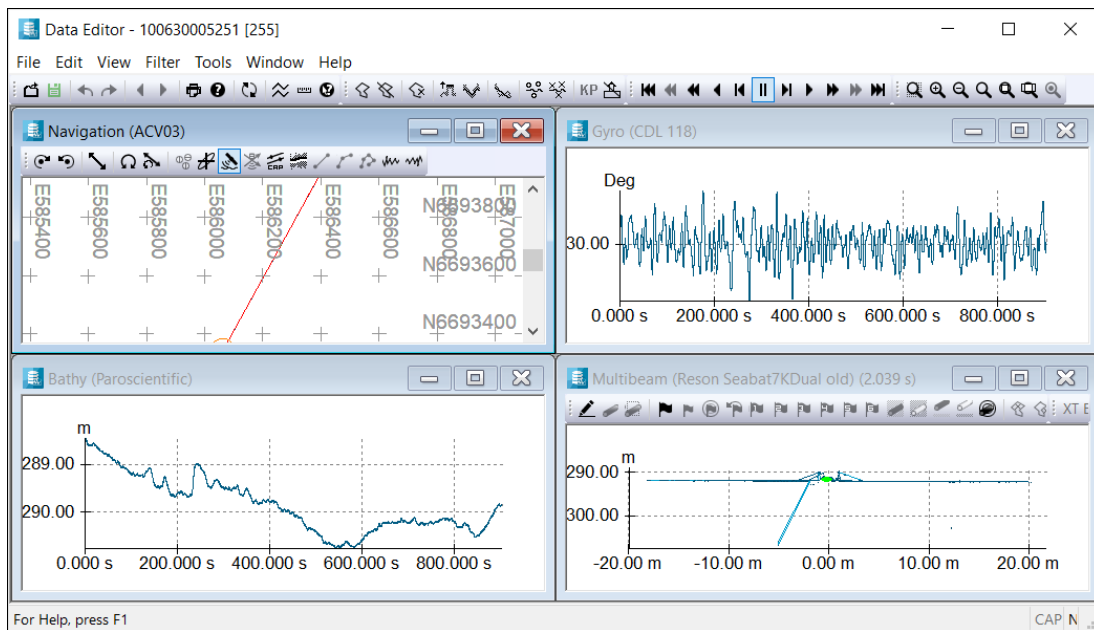 Data Editor - 100630005251 [255]
File Edit View Filter Tools Window Help
KP
Navigation (ACV03)
CRP
E585400 E585600 E585800 E586000 E586200 E586400 E586600 E586800 E587000
N6693800
N6693600
N6693400
Gyro (CDL 118)
Deg
30.00
0.000 s 200.000 s 400.000 s 600.000 s 800.000 s
Bathy (Paroscientific)
m
289.00
290.00
0.000 s 200.000 s 400.000 s 600.000 s 800.000 s
Multibeam (Reson Seabat7KDual old) (2.039 s)
XT E
m
290.00
300.00
-20.00 m -10.00 m 0.00 m 10.00 m 20.00 m
For Help, press F1
CAP N